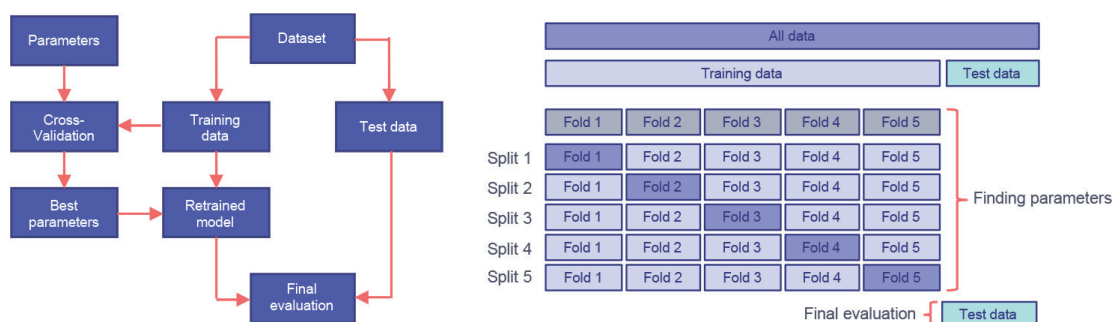 Parameters
Dataset
Cross-
Validation
Training
data
Test data
Best
parameters
Retrained
model
Final
evaluation
All data
Training data
Test data
Fold 1 Fold 2 Fold 3 Fold 4 Fold 5
Split 1 Fold 1 Fold 2 Fold 3 Fold 4 Fold 5
Split 2 Fold 1 Fold 2 Fold 3 Fold 4 Fold 5
Split 3 Fold 1 Fold 2 Fold 3 Fold 4 Fold 5
Split 4 Fold 1 Fold 2 Fold 3 Fold 4 Fold 5
Split 5 Fold 1 Fold 2 Fold 3 Fold 4 Fold 5
Finding parameters
Final evaluation Test data